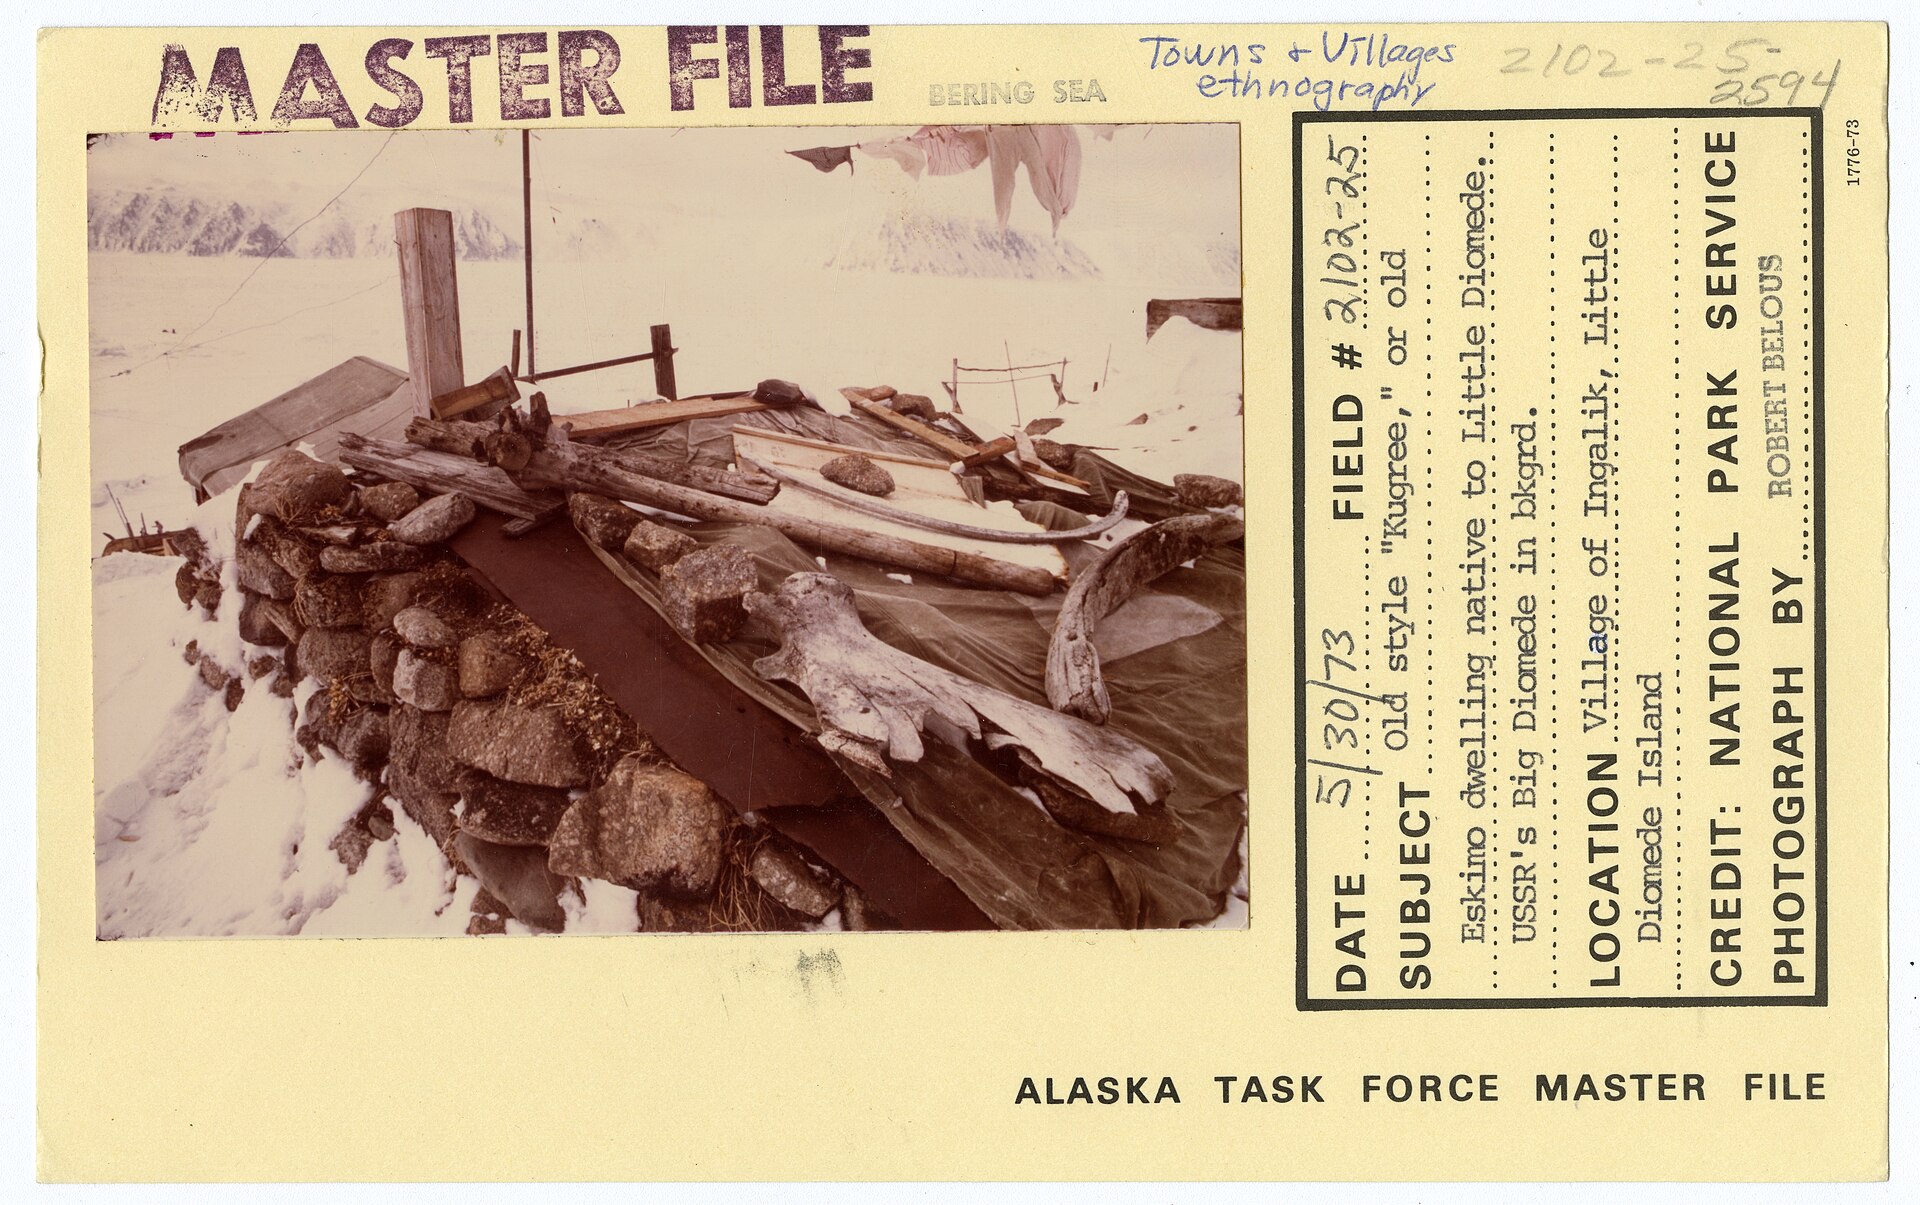 MASTER FILE
BERING SEA
Towns + Villages
ethnography
2102-25-
2594
DATE 5/30/73 FIELD # 2102-25
SUBJECT Old style "Kugree," or old
Eskimo dwelling native to Little Diomede.
USSR's Big Diomede in bkgrd.
LOCATION Village of Ingalik, Little
Diomede Island
CREDIT: NATIONAL PARK SERVICE
PHOTOGRAPH BY ROBERT BELOUS
1776-73
ALASKA TASK FORCE MASTER FILE